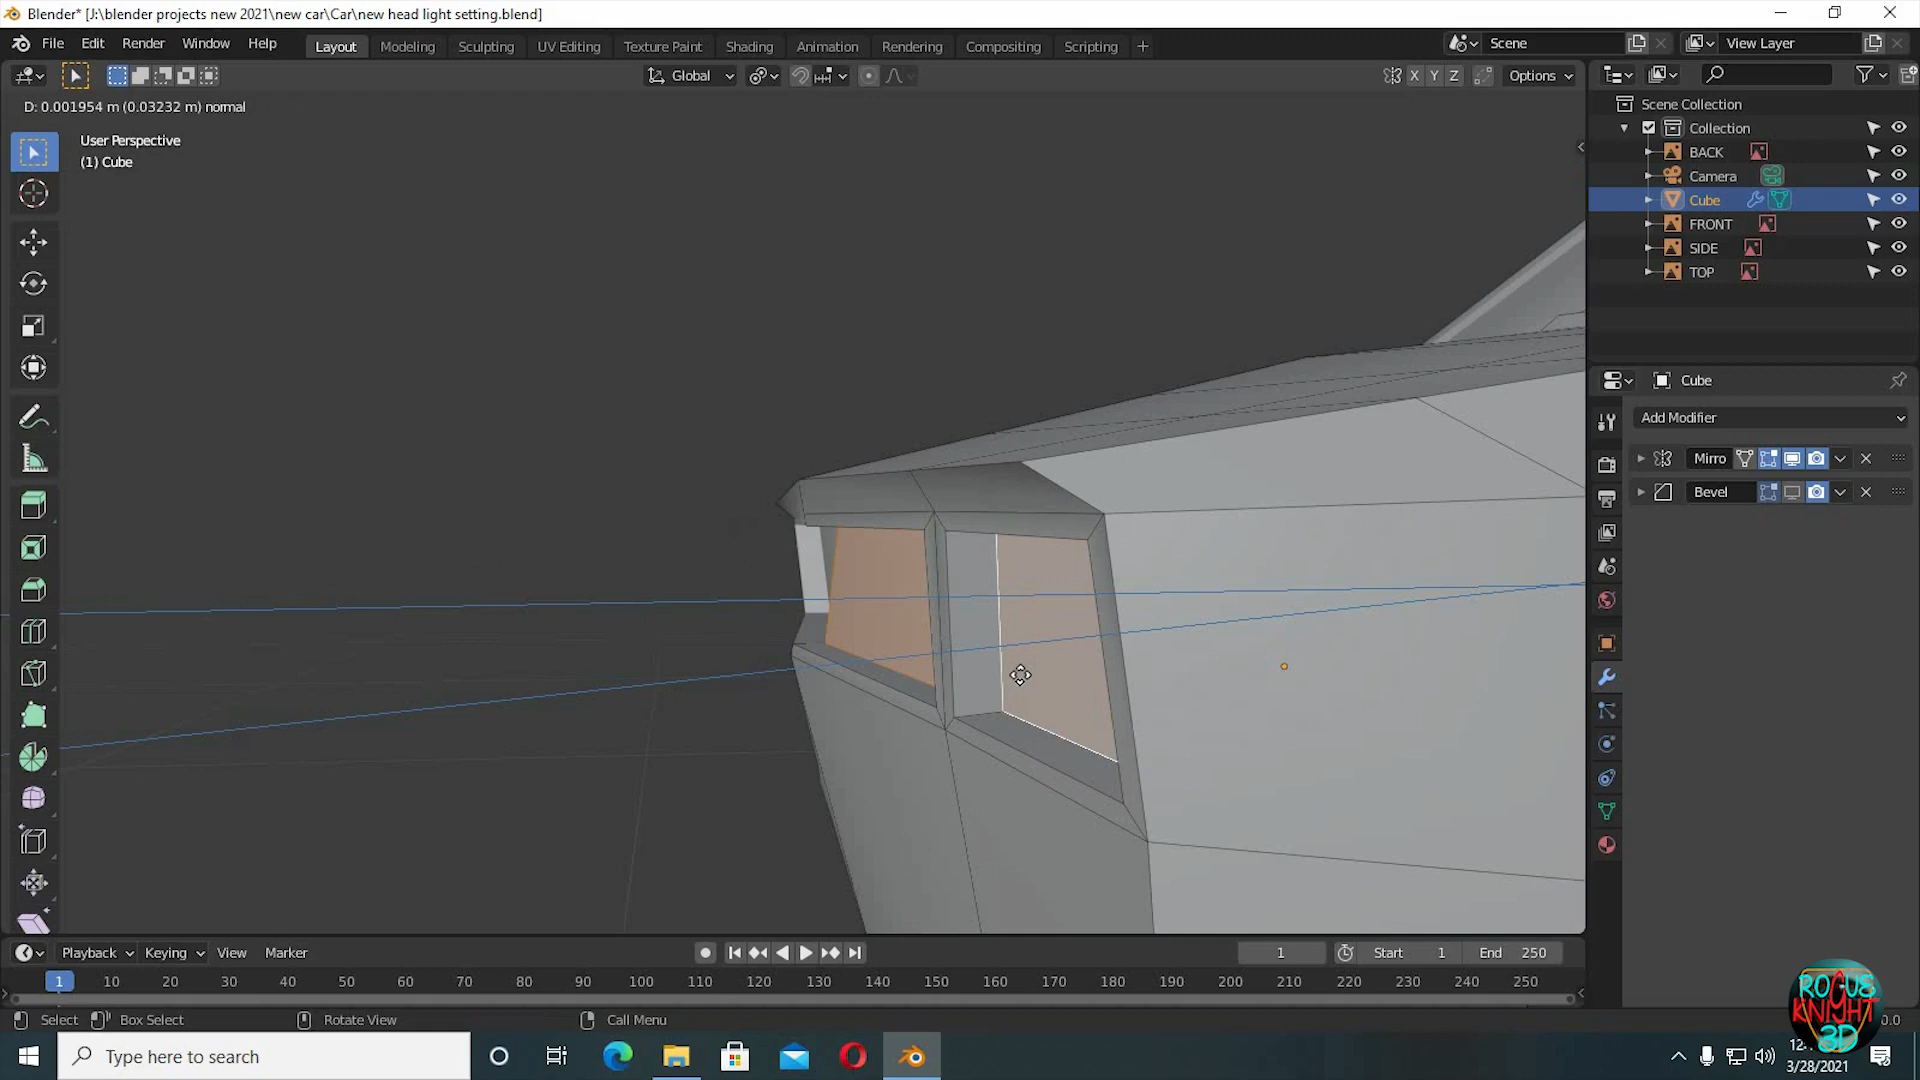 Blender* [J:\blender projects new 2021\new car\Car\new head light setting.blend]
File Edit Render Window Help Layout Modeling Sculpting UV Editing Texture Paint Shading Animation Rendering Compositing Scripting + Scene View Layer
Global X Y Z Options
D: 0.001954 m (0.03232 m) normal
User Perspective
(1) Cube
Scene Collection
Collection
BACK
Camera
Cube
FRONT
SIDE
TOP
Cube
Add Modifier
Mirro
Bevel
Playback Keying View Marker 1 Start 1 End 250
1 10 20 30 40 50 60 70 80 90 100 110 120 130 140 150 160 170 180 190 200 210 220 230 240 250
Select Box Select Rotate View Call Menu
ROGUE
KNIGHT
3D
Type here to search
3/28/2021